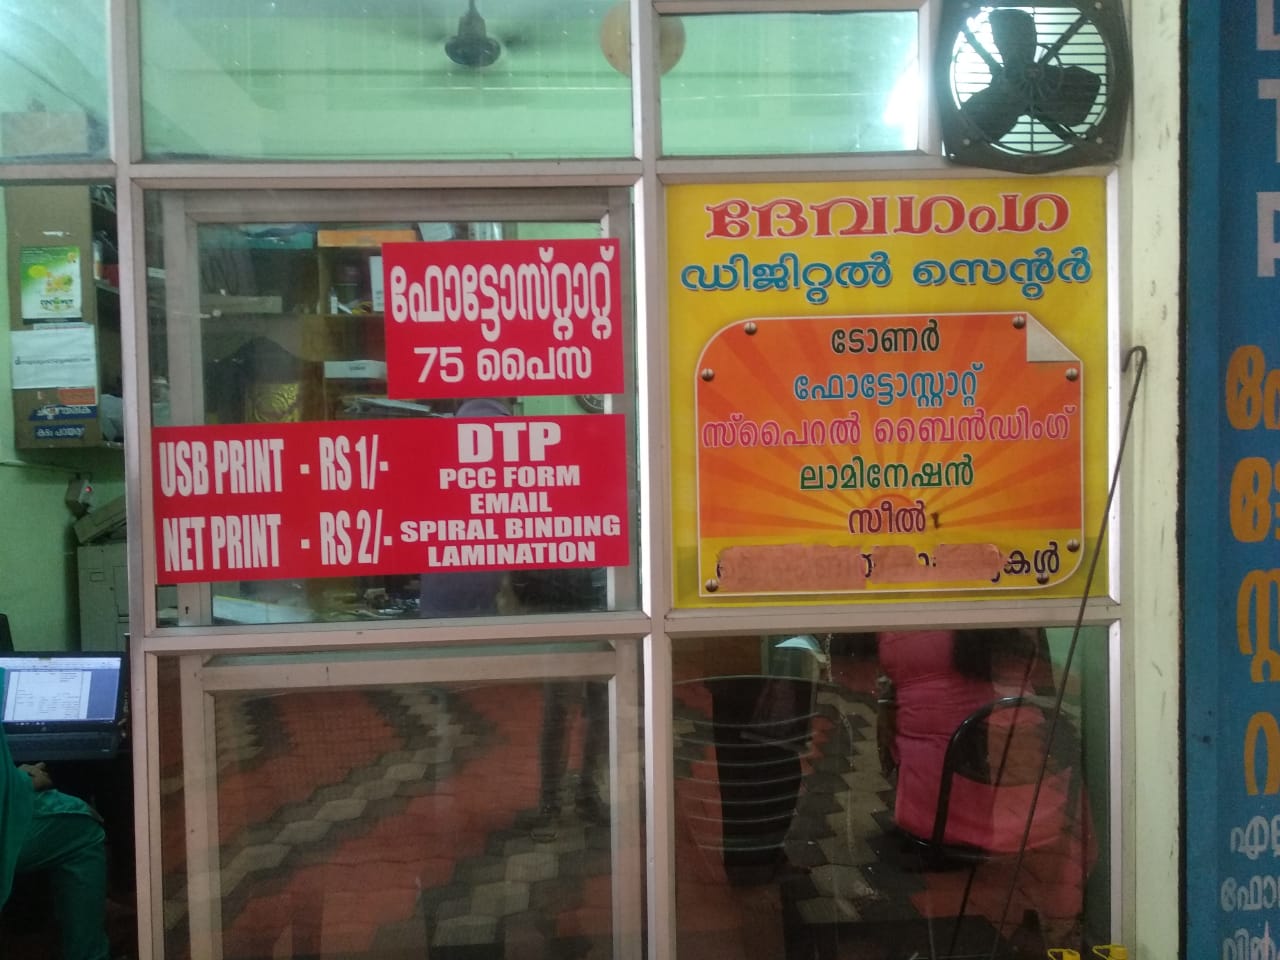 ഫോട്ടോസ്റ്റാറ്റ്
75 പൈസ
USB PRINT - RS 1/-
NET PRINT - RS 2/-
DTP
PCC FORM
EMAIL
SPIRAL BINDING
LAMINATION
ദേവഗംഗ
ഡിജിറ്റൽ സെന്റർ
ടോണർ
ഫോട്ടോസ്റ്റാറ്റ്
സ്പൈറൽ ബൈൻഡിംഗ്
ലാമിനേഷൻ
സീൽ